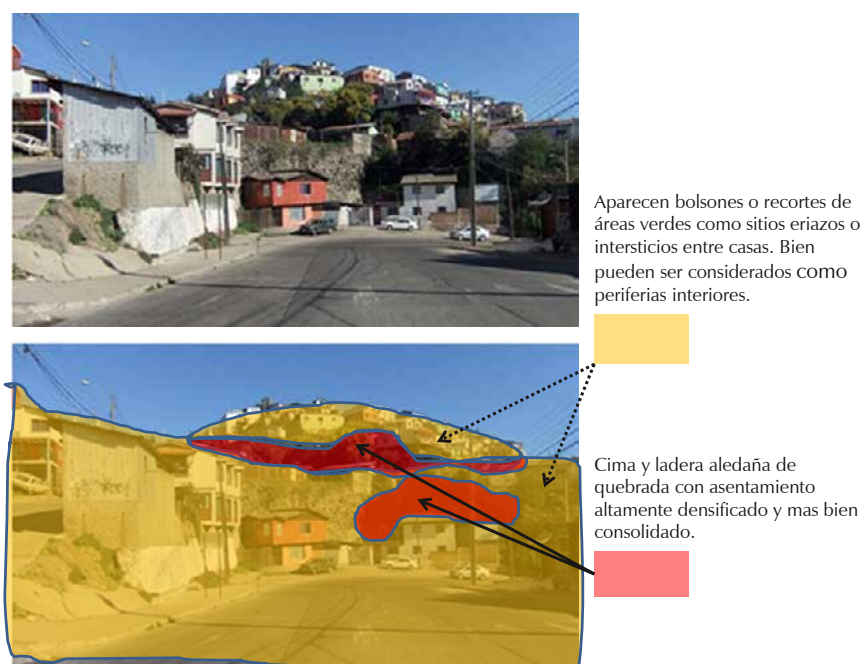 Aparecen bolsones o recortes de
áreas verdes como sitios eriazos o
intersticios entre casas. Bien
pueden ser considerados como
periferias interiores.
Cima y ladera aledaña de
quebrada con asentamiento
altamente densificado y mas bien
consolidado.